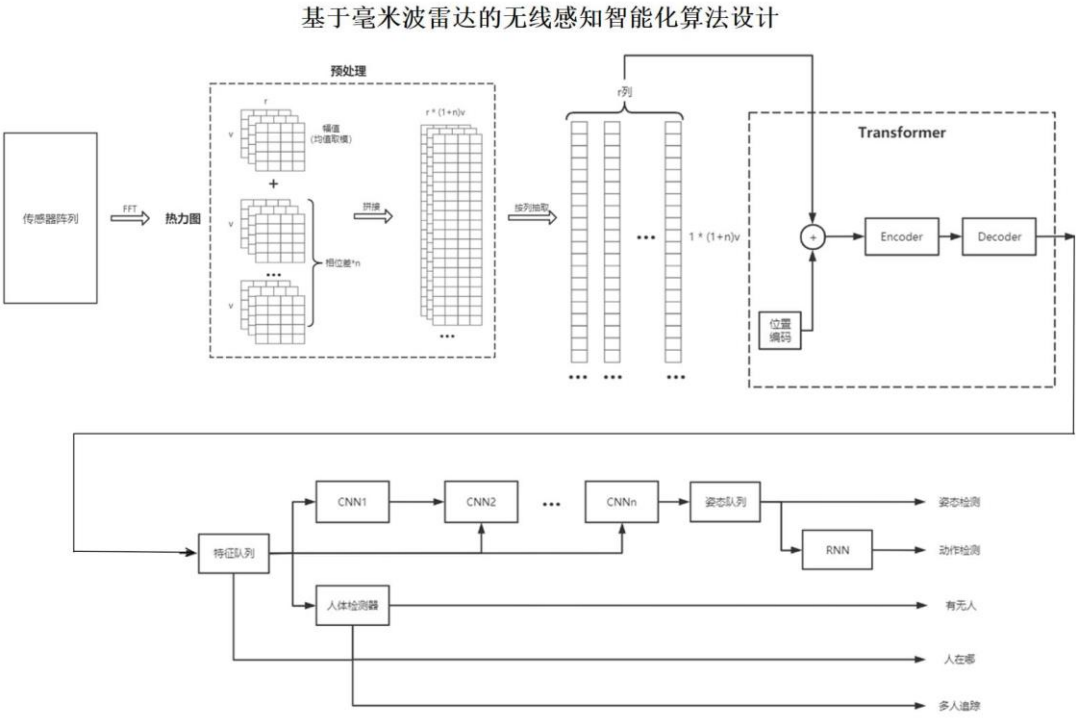 基于毫米波雷达的无线感知智能化算法设计
预处理
传感器阵列
FFT
热力图
r
v
幅值
(均值取模)
+
v
•••
相位差*n
v
拼接
r * (1+n)v
•••
按列抽取
r列
•••
1 * (1+n)v
••• ••• •••
Transformer
+
位置
编码
Encoder
Decoder
特征队列
CNN1
CNN2
•••
CNNn
姿态队列
姿态检测
RNN
动作检测
人体检测器
有无人
人在哪
多人追踪